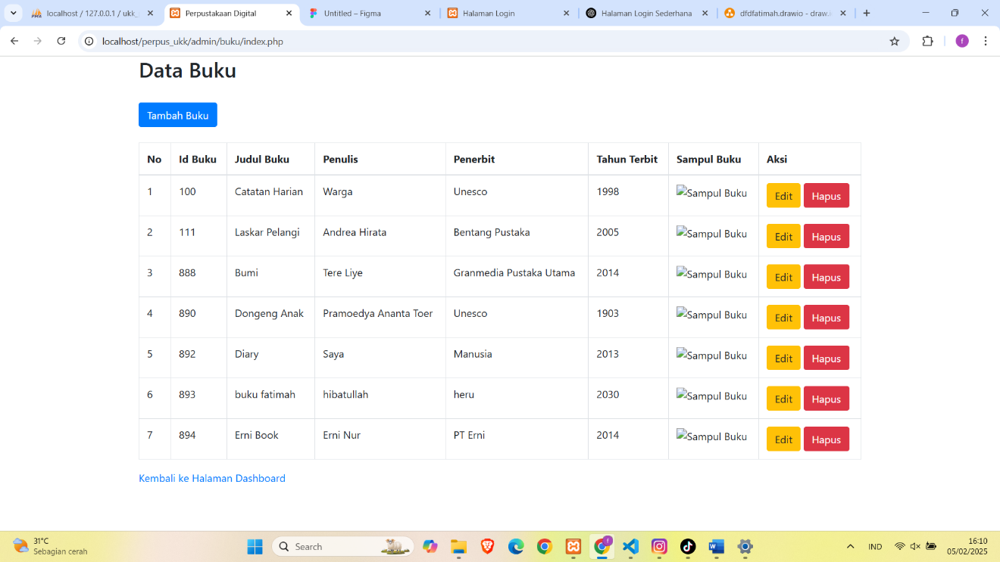 localhost / 127.0.0.1 / ukk_
Perpustakaan Digital
Untitled – Figma
Halaman Login
Halaman Login Sederhana
dfdfatimah.drawio - draw.i
localhost/perpus_ukk/admin/buku/index.php
f
Data Buku
Tambah Buku
No Id Buku Judul Buku Penulis Penerbit Tahun Terbit Sampul Buku Aksi
1 100 Catatan Harian Warga Unesco 1998 Sampul Buku Edit Hapus
2 111 Laskar Pelangi Andrea Hirata Bentang Pustaka 2005 Sampul Buku Edit Hapus
3 888 Bumi Tere Liye Granmedia Pustaka Utama 2014 Sampul Buku Edit Hapus
4 890 Dongeng Anak Pramoedya Ananta Toer Unesco 1903 Sampul Buku Edit Hapus
5 892 Diary Saya Manusia 2013 Sampul Buku Edit Hapus
6 893 buku fatimah hibatullah heru 2030 Sampul Buku Edit Hapus
7 894 Erni Book Erni Nur PT Erni 2014 Sampul Buku Edit Hapus
Kembali ke Halaman Dashboard
31°C
Sebagian cerah
Search
IND
16:10
05/02/2025